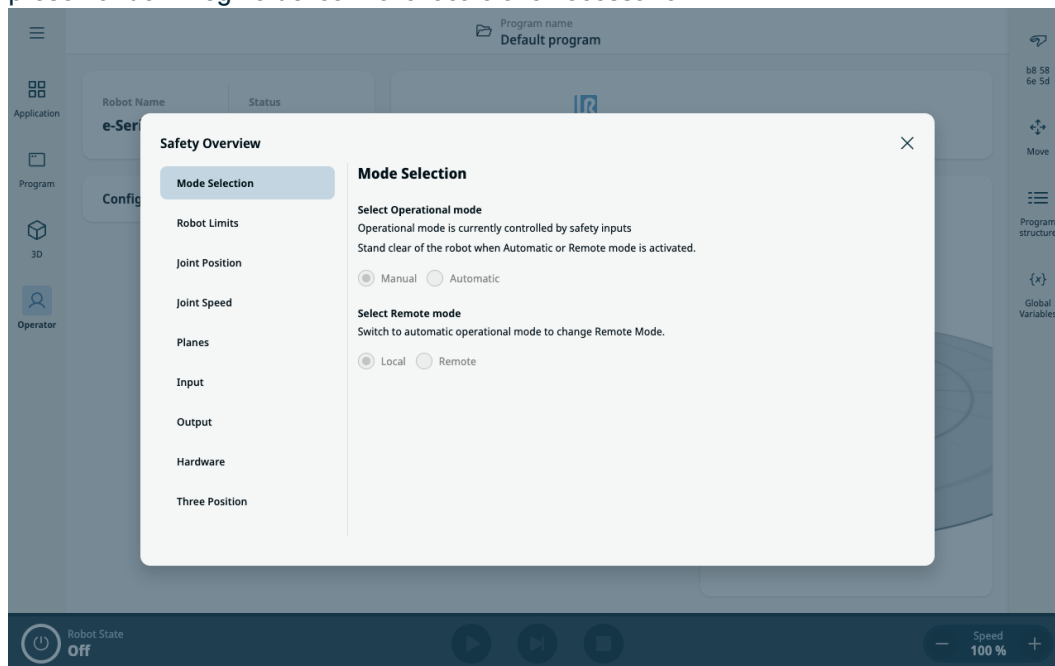 Program name
Default program
b8 58
6e 5d
Application
Robot Name
Status
e-Seri
Safety Overview
Move
Program
Config
Mode Selection
Robot Limits
Joint Position
Joint Speed
Planes
Input
Output
Hardware
Three Position
Mode Selection
Select Operational mode
Operational mode is currently controlled by safety inputs
Stand clear of the robot when Automatic or Remote mode is activated.
Manual
Automatic
Select Remote mode
Switch to automatic operational mode to change Remote Mode.
Local
Remote
3D
Operator
Program
structure
{x}
Global
Variables
Robot State
Off
Speed
100 %